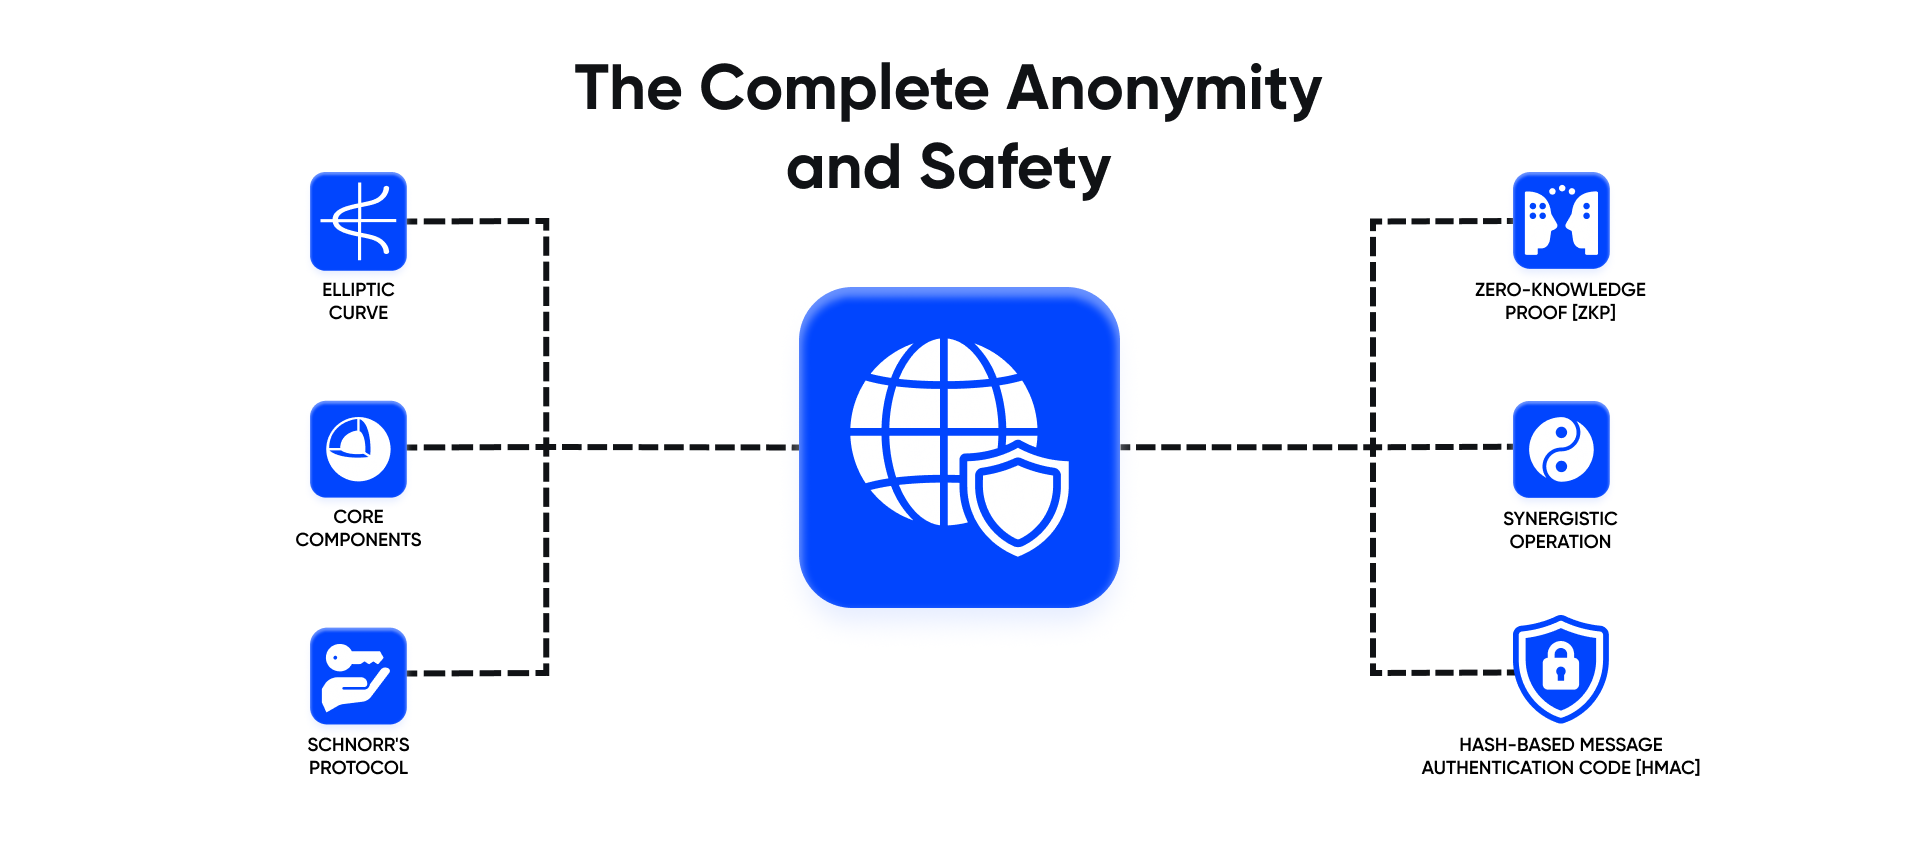 The Complete Anonymity
and Safety
ELLIPTIC
CURVE
CORE
COMPONENTS
SCHNORR'S
PROTOCOL
ZERO-KNOWLEDGE
PROOF [ZKP]
SYNERGISTIC
OPERATION
HASH-BASED MESSAGE
AUTHENTICATION CODE [HMAC]